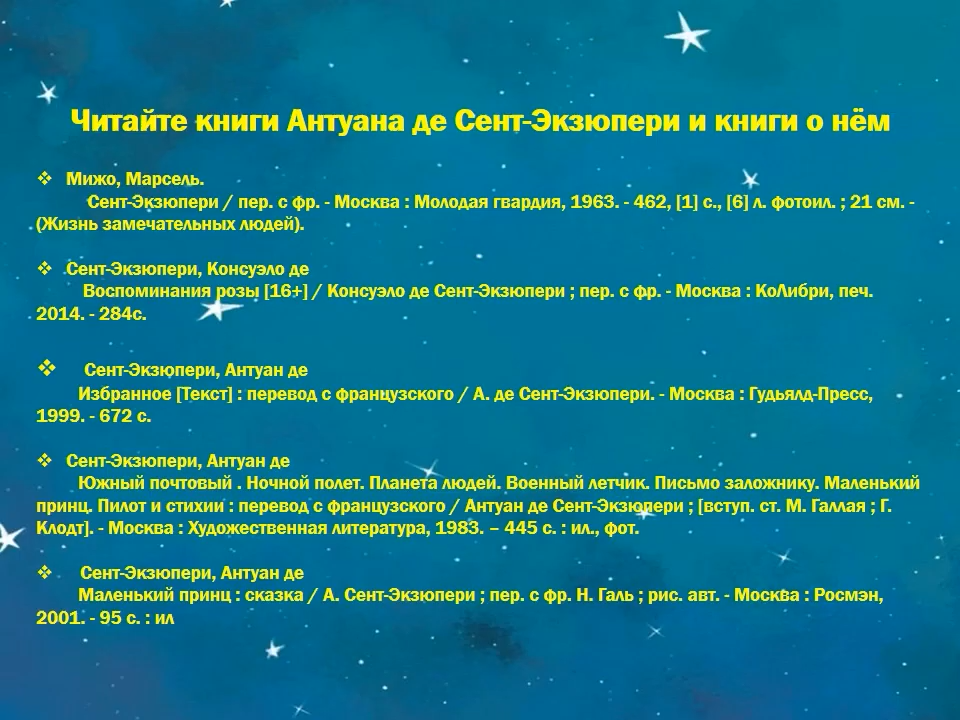 Читайте книги Антуана де Сент-Экзюпери и книги о нём
❖ Мижо, Марсель.
Сент-Экзюпери / пер. с фр. - Москва : Молодая гвардия, 1963. - 462, [1] с., [6] л. фотоил. ; 21 см. -
(Жизнь замечательных людей).
❖ Сент-Экзюпери, Консуэло де
Воспоминания розы [16+] / Консуэло де Сент-Экзюпери ; пер. с фр. - Москва : КоЛибри, печ.
2014. - 284с.
❖ Сент-Экзюпери, Антуан де
Избранное [Текст] : перевод с французского / А. де Сент-Экзюпери. - Москва : Гудьялд-Пресс,
1999. - 672 с.
❖ Сент-Экзюпери, Антуан де
Южный почтовый . Ночной полет. Планета людей. Военный летчик. Письмо заложнику. Маленький
принц. Пилот и стихии : перевод с французского / Антуан де Сент-Экзюпери ; [вступ. ст. М. Галлая ; Г.
Клодт]. - Москва : Художественная литература, 1983. – 445 с. : ил., фот.
❖ Сент-Экзюпери, Антуан де
Маленький принц : сказка / А. Сент-Экзюпери ; пер. с фр. Н. Галь ; рис. авт. - Москва : Росмэн,
2001. - 95 с. : ил